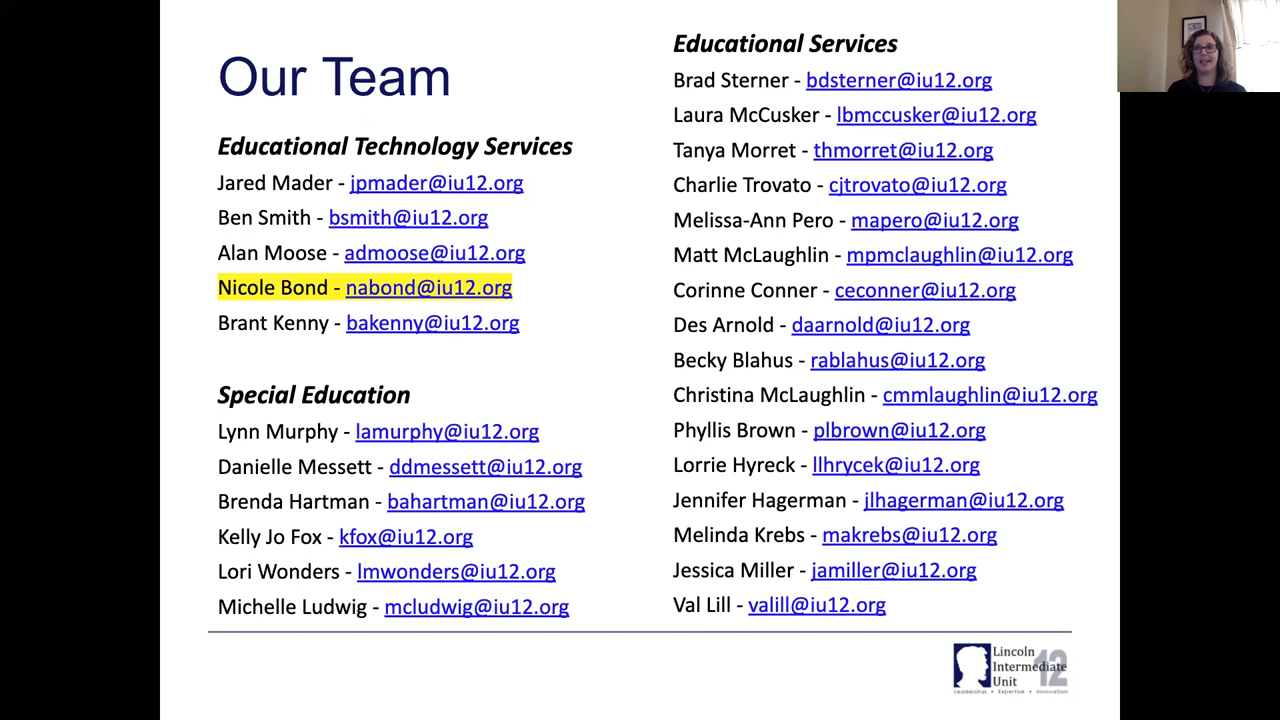 Our Team
Educational Technology Services
Jared Mader - jpmader@iu12.org
Ben Smith - bsmith@iu12.org
Alan Moose - admoose@iu12.org
Nicole Bond - nabond@iu12.org
Brant Kenny - bakenny@iu12.org
Special Education
Lynn Murphy - lamurphy@iu12.org
Danielle Messett - ddmessett@iu12.org
Brenda Hartman - bahartman@iu12.org
Kelly Jo Fox - kfox@iu12.org
Lori Wonders - lmwonders@iu12.org
Michelle Ludwig - mcludwig@iu12.org
Educational Services
Brad Sterner - bdsterner@iu12.org
Laura McCusker - lbmccusker@iu12.org
Tanya Morret - thmorret@iu12.org
Charlie Trovato - cjtrovato@iu12.org
Melissa-Ann Pero - mapero@iu12.org
Matt McLaughlin - mpmclaughlin@iu12.org
Corinne Conner - ceconner@iu12.org
Des Arnold - daarnold@iu12.org
Becky Blahus - rablahus@iu12.org
Christina McLaughlin - cmmlaughlin@iu12.org
Phyllis Brown - plbrown@iu12.org
Lorrie Hyreck - llhrycek@iu12.org
Jennifer Hagerman - jlhagerman@iu12.org
Melinda Krebs - makrebs@iu12.org
Jessica Miller - jamiller@iu12.org
Val Lill - valill@iu12.org
Lincoln
Intermediate
Unit 12
Leadership • Expertise • Innovation